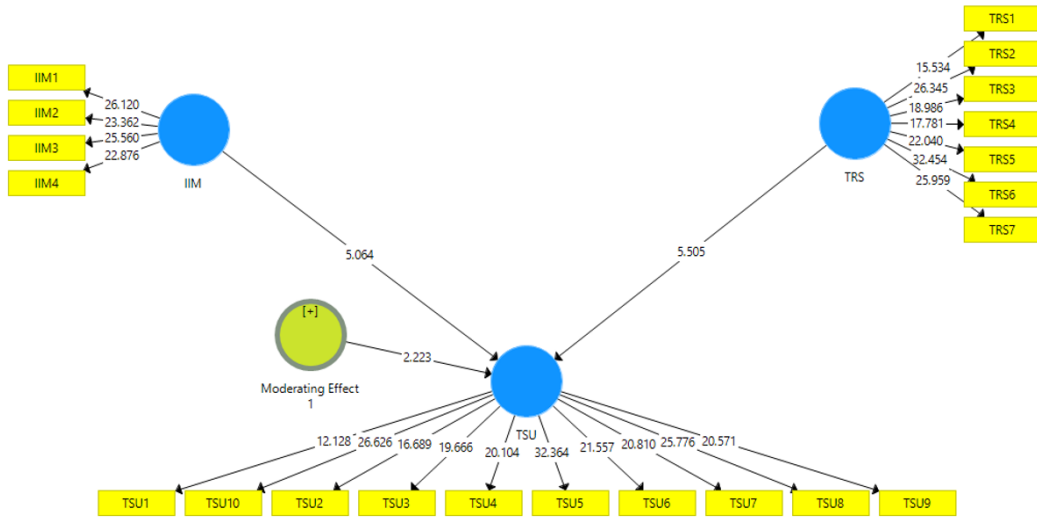 TRS1
15.534
TRS2
26.345
TRS3
18.986
TRS4
17.781
TRS5
22.040
TRS6
32.454
TRS7
25.959
TRS
IIM1
26.120
IIM2
23.362
IIM3
25.560
IIM4
22.876
IIM
5.064
5.505
[+]
2.223
Moderating Effect
1
TSU
12.128
26.626
16.689
19.666
20.104
32.364
21.557
20.810
25.776
20.571
TSU1
TSU10
TSU2
TSU3
TSU4
TSU5
TSU6
TSU7
TSU8
TSU9